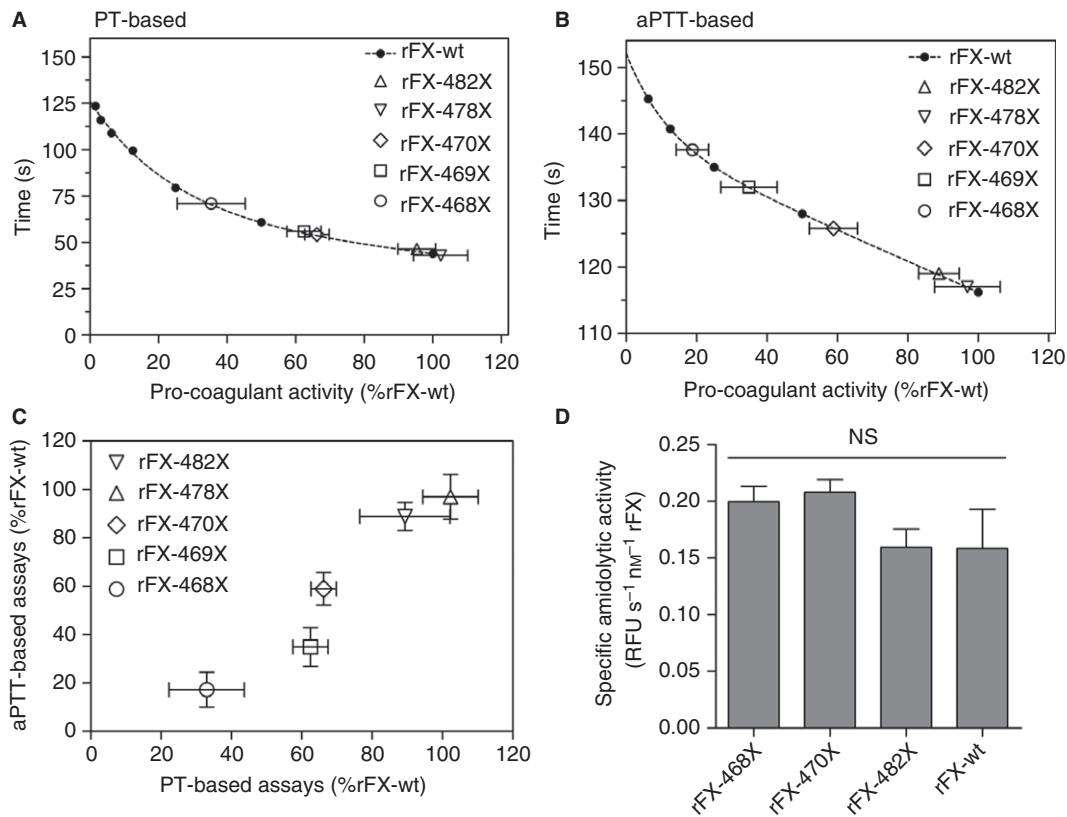 A PT-based
Time (s)
150
125
100
75
50
25
0
0 20 40 60 80 100 120
Pro-coagulant activity (%rFX-wt)
rFX-wt
rFX-482X
rFX-478X
rFX-470X
rFX-469X
rFX-468X
B aPTT-based
Time (s)
150
140
130
120
110
0 20 40 60 80 100 120
Pro-coagulant activity (%rFX-wt)
rFX-wt
rFX-482X
rFX-478X
rFX-470X
rFX-469X
rFX-468X
C
aPTT-based assays (%rFX-wt)
120
100
80
60
40
20
0
0 20 40 60 80 100 120
PT-based assays (%rFX-wt)
rFX-482X
rFX-478X
rFX-470X
rFX-469X
rFX-468X
D
NS
Specific amidolytic activity
(RFU s⁻¹ nM⁻¹ rFX)
0.25
0.20
0.15
0.10
0.05
0.00
rFX-468X
rFX-470X
rFX-482X
rFX-wt